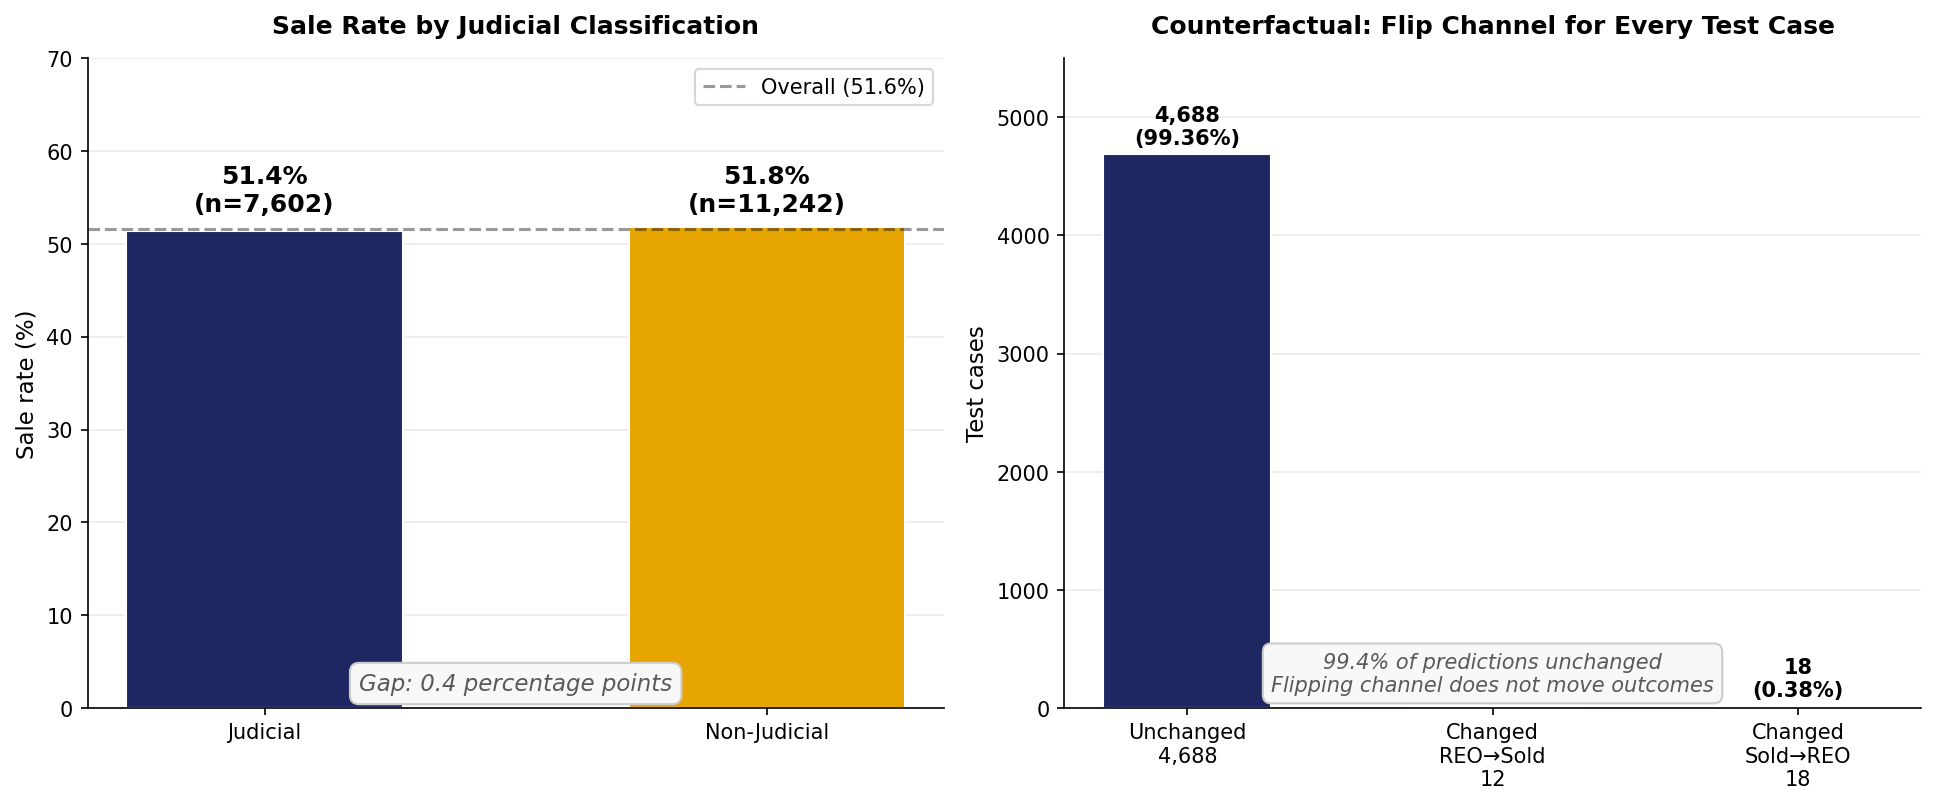 Sale Rate by Judicial Classification
70
60
50
40
30
20
10
0
Sale rate (%)
Overall (51.6%)
51.4%
(n=7,602)
51.8%
(n=11,242)
Gap: 0.4 percentage points
Judicial
Non-Judicial
Counterfactual: Flip Channel for Every Test Case
5000
4000
3000
2000
1000
0
Test cases
4,688
(99.36%)
99.4% of predictions unchanged
Flipping channel does not move outcomes
18
(0.38%)
Unchanged
4,688
Changed
REO→Sold
12
Changed
Sold→REO
18